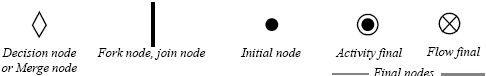 Decision node Fork node, join node Initial node Activity final Flow final
or Merge node
Final nodes